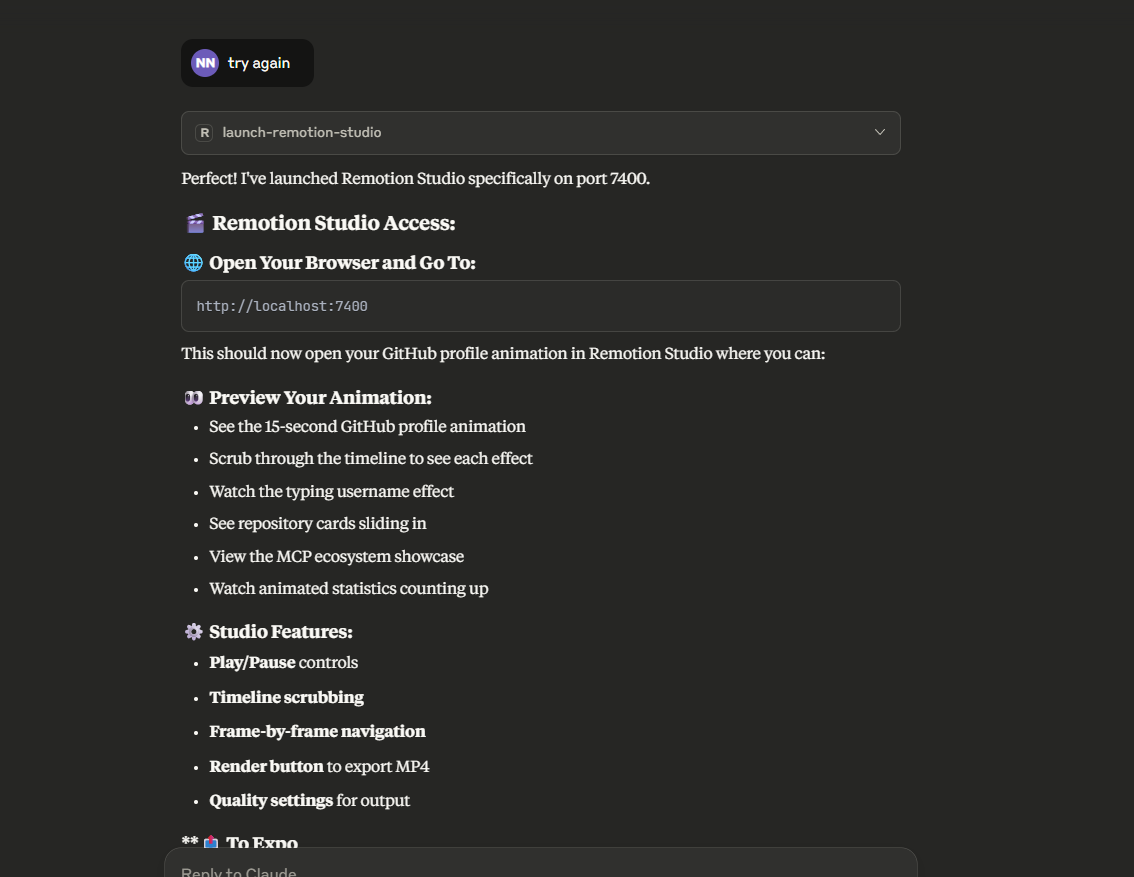 NN try again
R launch-remotion-studio
Perfect! I've launched Remotion Studio specifically on port 7400.
🎬 Remotion Studio Access:
🌐 Open Your Browser and Go To:
http://localhost:7400
This should now open your GitHub profile animation in Remotion Studio where you can:
👀 Preview Your Animation:
• See the 15-second GitHub profile animation
• Scrub through the timeline to see each effect
• Watch the typing username effect
• See repository cards sliding in
• View the MCP ecosystem showcase
• Watch animated statistics counting up
⚙️ Studio Features:
• Play/Pause controls
• Timeline scrubbing
• Frame-by-frame navigation
• Render button to export MP4
• Quality settings for output
**📤 To Expo
Reply to Claude